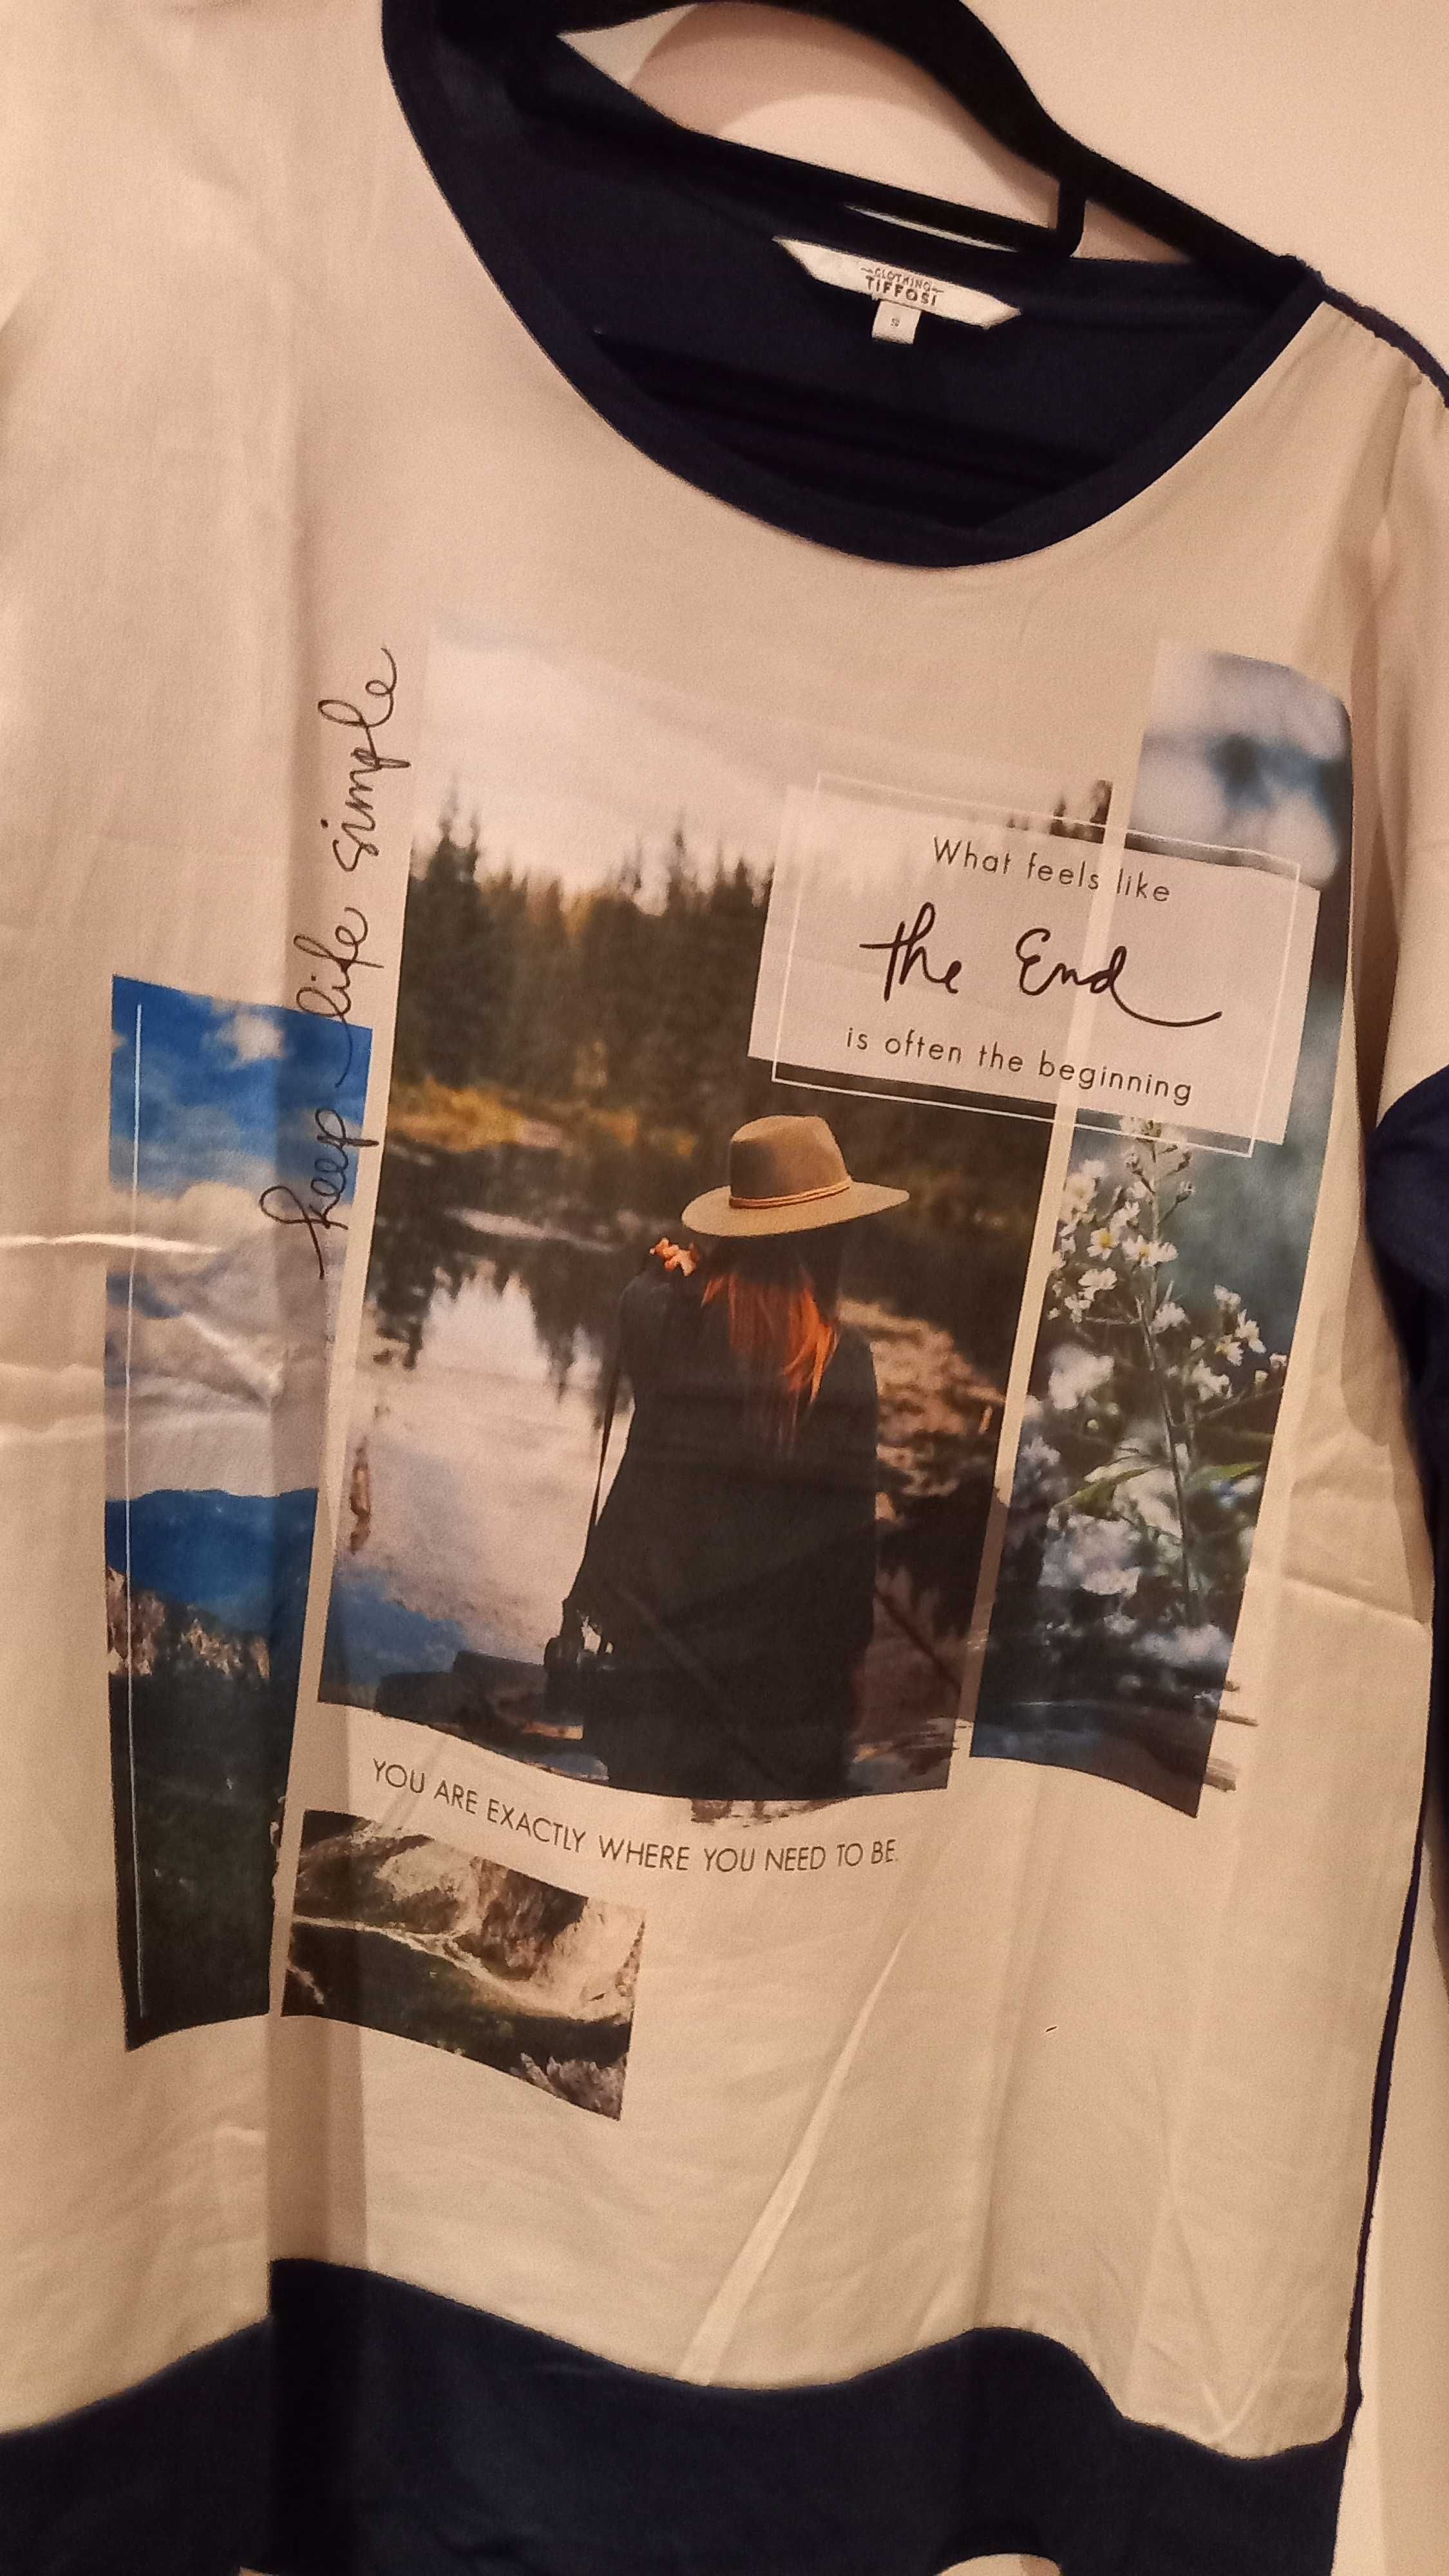 CLOTHING
TIFFOSI
S
keep life simple
What feels like
the End
is often the beginning
YOU ARE EXACTLY WHERE YOU NEED TO BE.